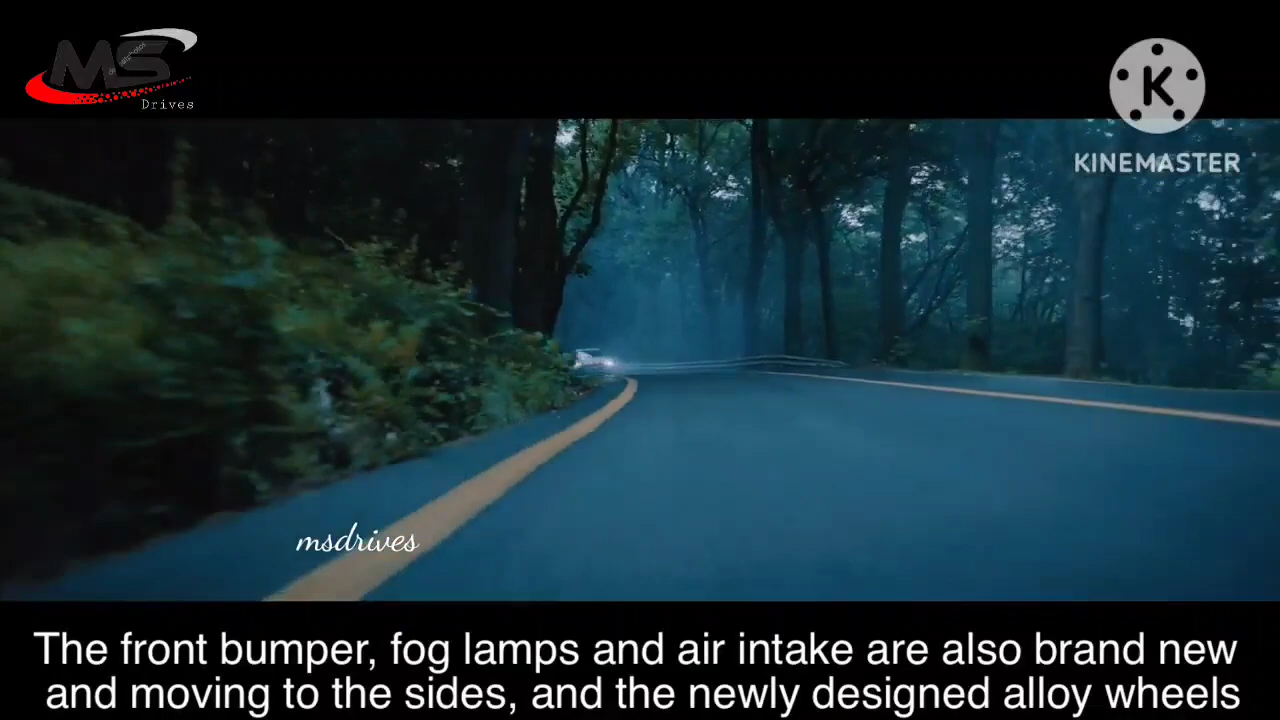 MS
Drives
K
KINEMASTER
msdrives
The front bumper, fog lamps and air intake are also brand new
and moving to the sides, and the newly designed alloy wheels